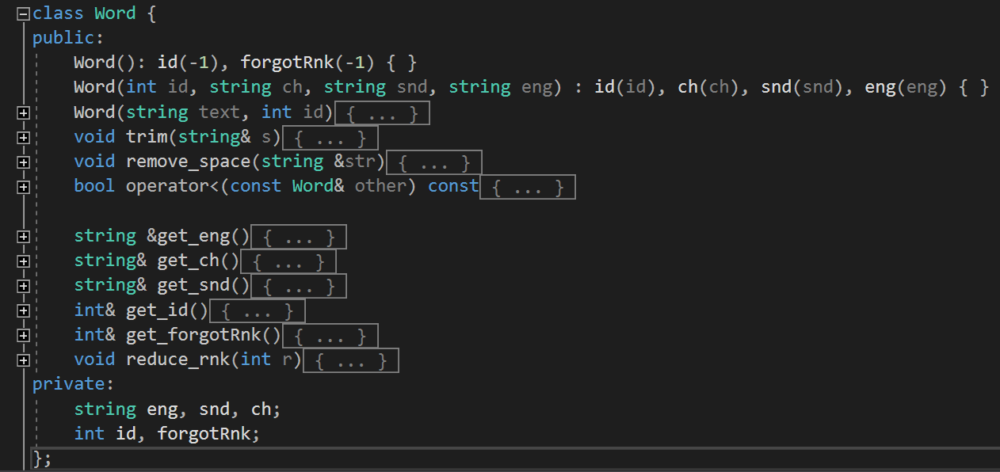 class Word {
public:
Word(): id(-1), forgotRnk(-1) { }
Word(int id, string ch, string snd, string eng) : id(id), ch(ch), snd(snd), eng(eng) { }
Word(string text, int id){ ... }
void trim(string& s){ ... }
void remove_space(string &str){ ... }
bool operator<(const Word& other) const{ ... }
string &get_eng(){ ... }
string& get_ch(){ ... }
string& get_snd(){ ... }
int& get_id(){ ... }
int& get_forgotRnk(){ ... }
void reduce_rnk(int r){ ... }
private:
string eng, snd, ch;
int id, forgotRnk;
};